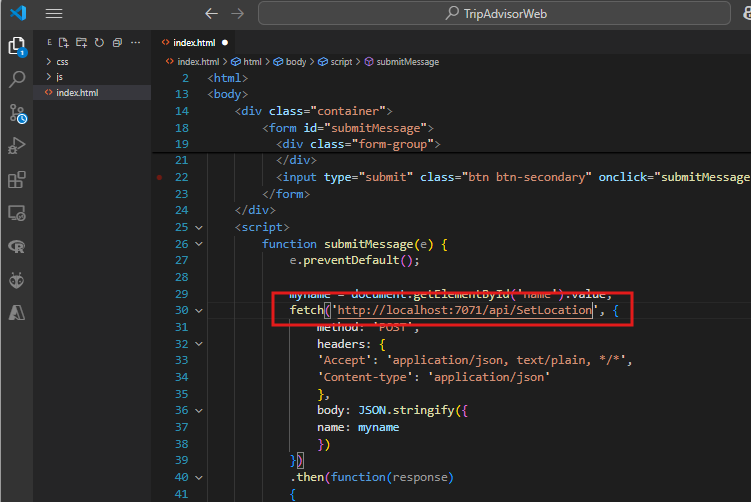 TripAdvisorWeb
E
index.html
css
js
index.html
index.html > html > body > script > submitMessage
2 <html>
13 <body>
14 <div class="container">
18 <form id="submitMessage">
19 <div class="form-group">
21 </div>
22 <input type="submit" class="btn btn-secondary" onclick="submitMessage
23 </form>
24 </div>
25 <script>
26 function submitMessage(e) {
27 e.preventDefault();
28
29 myname = document.getElementById('name').value;
30 fetch('http://localhost:7071/api/SetLocation', {
31 method: 'POST',
32 headers: {
33 'Accept': 'application/json, text/plain, */*',
34 'Content-type': 'application/json'
35 },
36 body: JSON.stringify({
37 name: myname
38 })
39 })
40 .then(function(response)
41 {